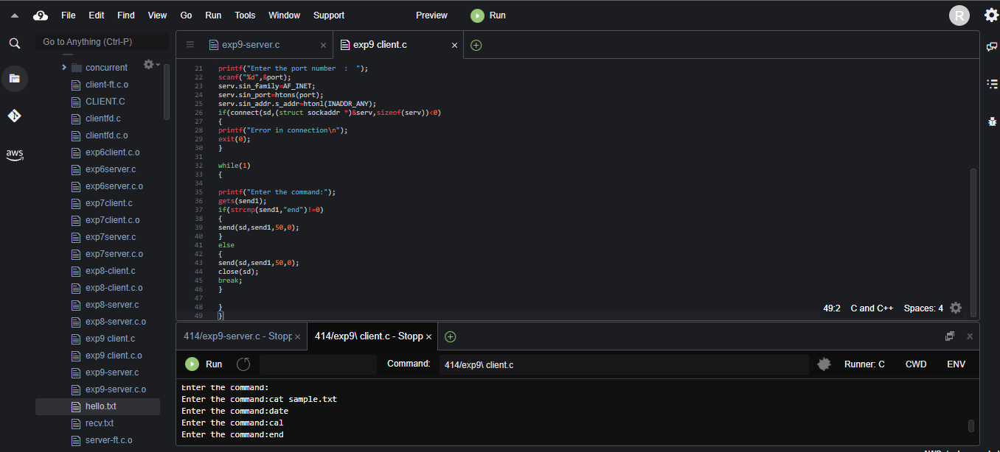 9 File Edit Find View Go Run Tools Window Support Preview Run R
Go to Anything (Ctrl-P)
concurrent
client-ft.c.o
CLIENT.C
clientfd.c
clientfd.c.o
aws
exp6client.c.o
exp6server.c
exp6server.c.o
exp7client.c
exp7client.c.o
exp7server.c
exp7server.c.o
exp8-client.c
exp8-client.c.o
exp8-server.c
exp8-server.c.o
exp9 client.c
exp9 client.c.o
exp9-server.c
exp9-server.c.o
hello.txt
recv.txt
server-ft.c.o
exp9-server.c × exp9 client.c ×
21 printf("Enter the port number  :  ");
22 scanf("%d",&port);
23 serv.sin_family=AF_INET;
24 serv.sin_port=htons(port);
25 serv.sin_addr.s_addr=htonl(INADDR_ANY);
26 if(connect(sd,(struct sockaddr *)&serv,sizeof(serv))<0)
27 {
28 printf("Error in connection\n");
29 exit(0);
30 }
31
32 while(1)
33 {
34
35 printf("Enter the command:");
36 gets(send1);
37 if(strcmp(send1,"end")!=0)
38 {
39 send(sd,send1,50,0);
40 }
41 else
42 {
43 send(sd,send1,50,0);
44 close(sd);
45 break;
46 }
47
48 }
49 }
49:2 C and C++ Spaces: 4
414/exp9-server.c - Stopp × 414/exp9\ client.c - Stopp ×
Run Command: 414/exp9\ client.c Runner: C CWD ENV
Enter the command:
Enter the command:cat sample.txt
Enter the command:date
Enter the command:cal
Enter the command:end